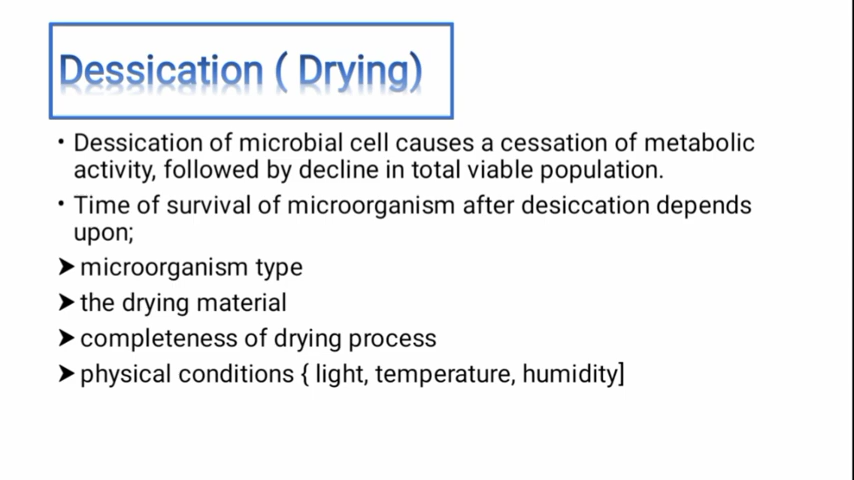 Dessication ( Drying)
• Dessication of microbial cell causes a cessation of metabolic
activity, followed by decline in total viable population.
• Time of survival of microorganism after desiccation depends
upon;
➤ microorganism type
➤ the drying material
➤ completeness of drying process
➤ physical conditions { light, temperature, humidity]